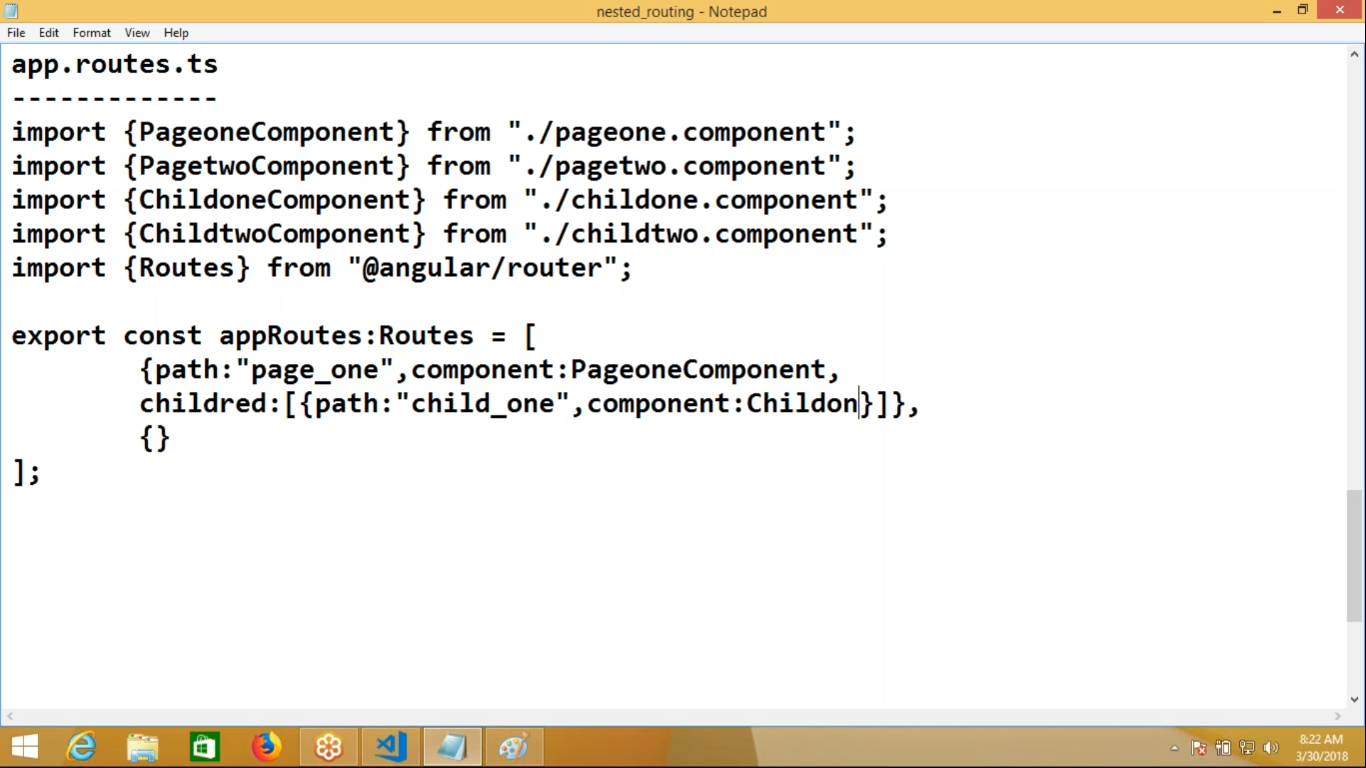 nested_routing - Notepad
File Edit Format View Help
app.routes.ts
-------------
import {PageoneComponent} from "./pageone.component";
import {PagetwoComponent} from "./pagetwo.component";
import {ChildoneComponent} from "./childone.component";
import {ChildtwoComponent} from "./childtwo.component";
import {Routes} from "@angular/router";
export const appRoutes:Routes = [
{path:"page_one",component:PageoneComponent,
childred:[{path:"child_one",component:Childon}]},
{}
];
8:22 AM
3/30/2018